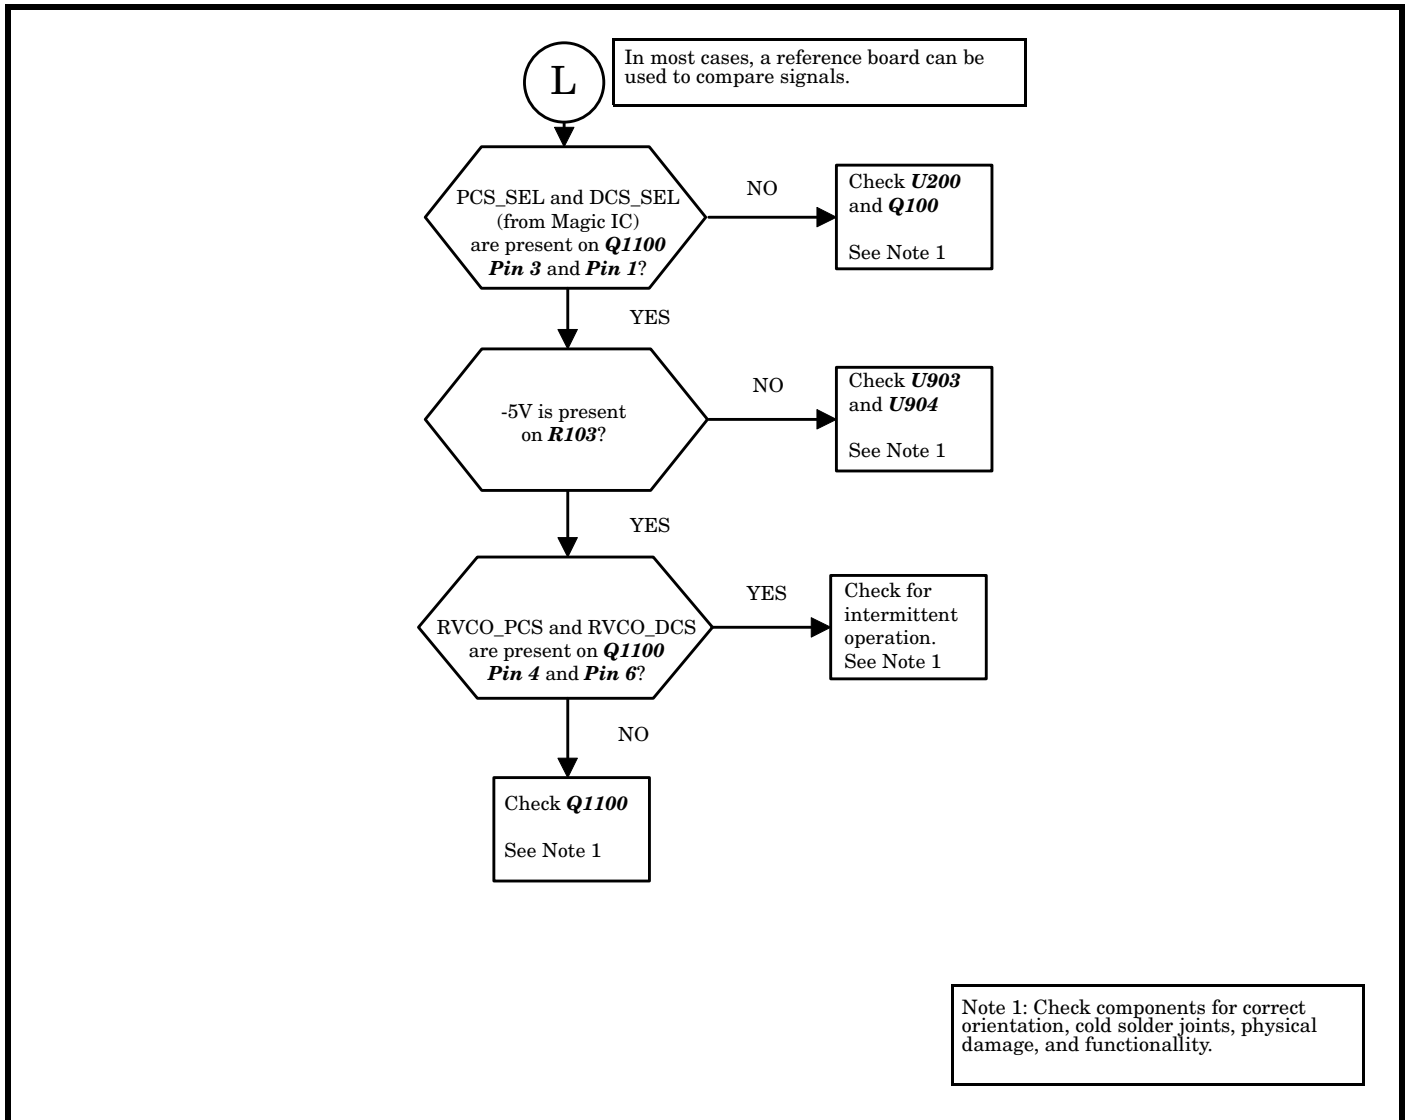 L
In most cases, a reference board can be
used to compare signals.
PCS_SEL and DCS_SEL
(from Magic IC)
are present on Q1100
Pin 3 and Pin 1?
NO
Check U200
and Q100
See Note 1
YES
-5V is present
on R103?
NO
Check U903
and U904
See Note 1
YES
RVCO_PCS and RVCO_DCS
are present on Q1100
Pin 4 and Pin 6?
YES
Check for
intermittent
operation.
See Note 1
NO
Check Q1100
See Note 1
Note 1: Check components for correct
orientation, cold solder joints, physical
damage, and functionallity.